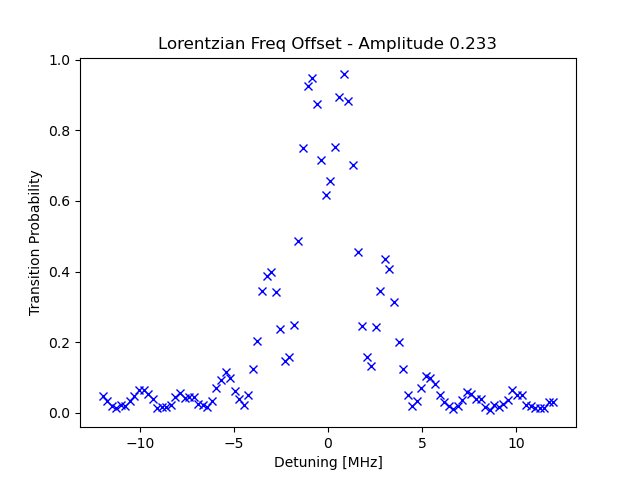 Lorentzian Freq Offset - Amplitude 0.233
1.0
0.8
0.6
0.4
0.2
0.0
Transition Probability
−10 −5 0 5 10
Detuning [MHz]